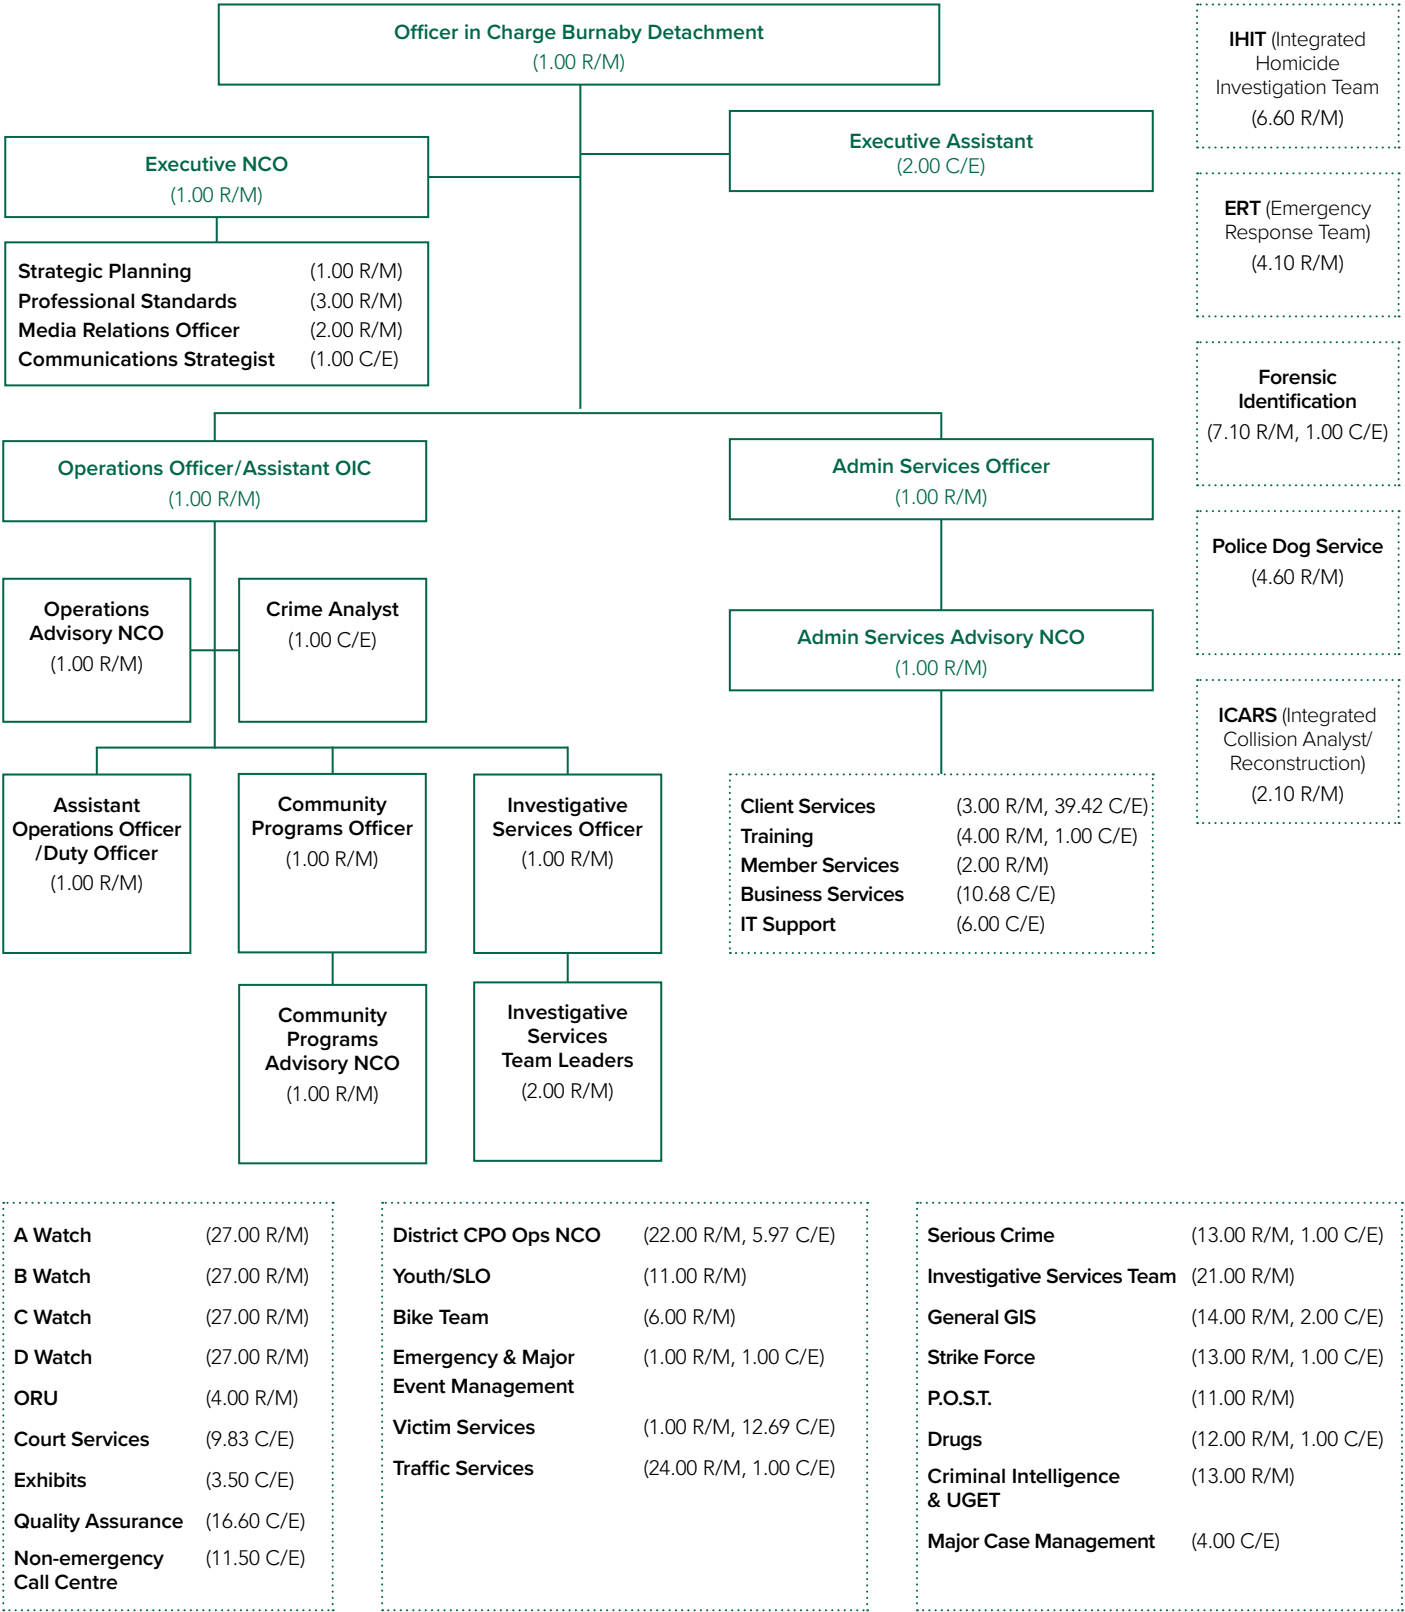 Officer in Charge Burnaby Detachment
(1.00 R/M)
Executive Assistant
(2.00 C/E)
Executive NCO
(1.00 R/M)
Strategic Planning (1.00 R/M)
Professional Standards (3.00 R/M)
Media Relations Officer (2.00 R/M)
Communications Strategist (1.00 C/E)
Operations Officer/Assistant OIC
(1.00 R/M)
Admin Services Officer
(1.00 R/M)
Operations
Advisory NCO
(1.00 R/M)
Crime Analyst
(1.00 C/E)
Admin Services Advisory NCO
(1.00 R/M)
Assistant
Operations Officer
/Duty Officer
(1.00 R/M)
Community
Programs Officer
(1.00 R/M)
Investigative
Services Officer
(1.00 R/M)
Client Services (3.00 R/M, 39.42 C/E)
Training (4.00 R/M, 1.00 C/E)
Member Services (2.00 R/M)
Business Services (10.68 C/E)
IT Support (6.00 C/E)
Community
Programs
Advisory NCO
(1.00 R/M)
Investigative
Services
Team Leaders
(2.00 R/M)
IHIT (Integrated
Homicide
Investigation Team
(6.60 R/M)
ERT (Emergency
Response Team)
(4.10 R/M)
Forensic
Identification
(7.10 R/M, 1.00 C/E)
Police Dog Service
(4.60 R/M)
ICARS (Integrated
Collision Analyst/
Reconstruction)
(2.10 R/M)
A Watch (27.00 R/M)
B Watch (27.00 R/M)
C Watch (27.00 R/M)
D Watch (27.00 R/M)
ORU (4.00 R/M)
Court Services (9.83 C/E)
Exhibits (3.50 C/E)
Quality Assurance (16.60 C/E)
Non-emergency (11.50 C/E)
Call Centre
District CPO Ops NCO (22.00 R/M, 5.97 C/E)
Youth/SLO (11.00 R/M)
Bike Team (6.00 R/M)
Emergency & Major (1.00 R/M, 1.00 C/E)
Event Management
Victim Services (1.00 R/M, 12.69 C/E)
Traffic Services (24.00 R/M, 1.00 C/E)
Serious Crime (13.00 R/M, 1.00 C/E)
Investigative Services Team (21.00 R/M)
General GIS (14.00 R/M, 2.00 C/E)
Strike Force (13.00 R/M, 1.00 C/E)
P.O.S.T. (11.00 R/M)
Drugs (12.00 R/M, 1.00 C/E)
Criminal Intelligence (13.00 R/M)
& UGET
Major Case Management (4.00 C/E)